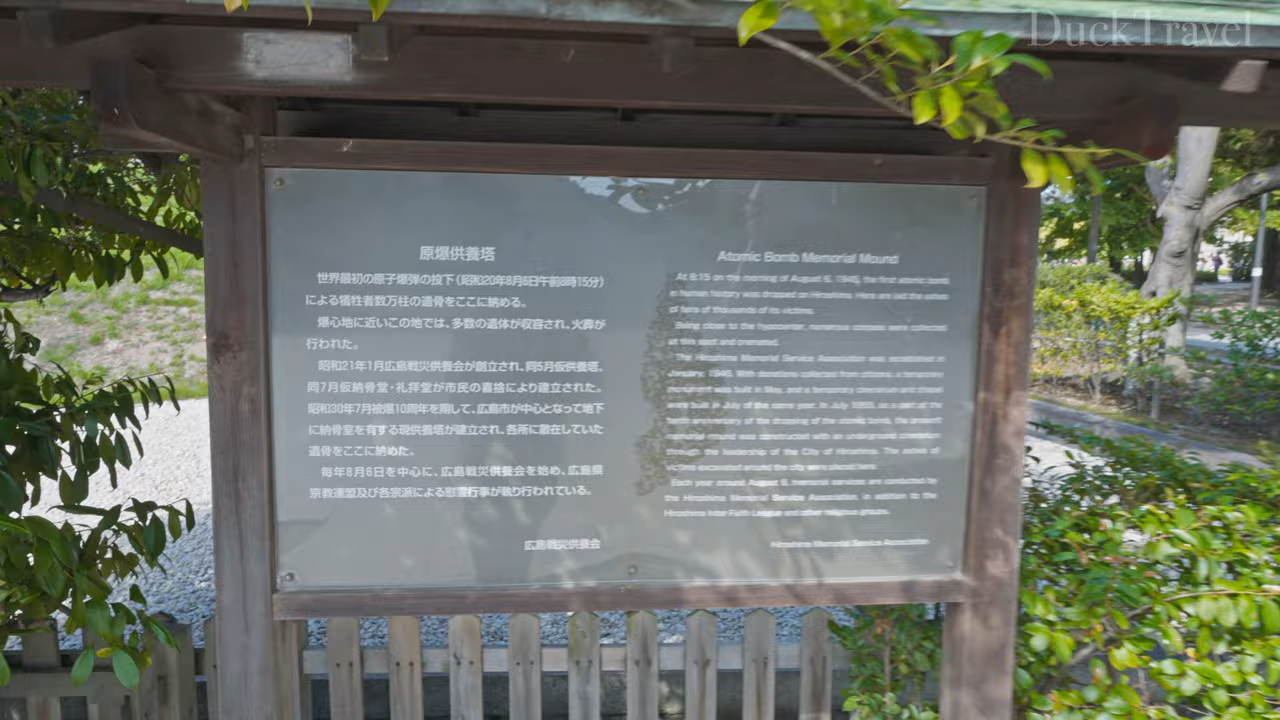 DuckTravel
原爆供養塔
世界最初の原子爆弾の投下(昭和20年8月6日午前8時15分)
による犠牲者数万柱の遺骨をここに納める。
爆心地に近いこの地では、多数の遺体が収容され、火葬が
行われた。
昭和21年1月広島戦災供養会が創立され、同5月仮供養塔、
同7月仮納骨堂・礼拝堂が市民の喜捨により建立された。
昭和30年7月被爆10周年を期して、広島市が中心となって地下
に納骨室を有する現供養塔が建立され、各所に散在していた
遺骨をここに納めた。
毎年8月6日を中心に、広島戦災供養会を始め、広島県
宗教連盟及び各宗派による慰霊行事が執り行われている。
広島戦災供養会
Atomic Bomb Memorial Mound
At 8:15 on the morning of August 6, 1945, the first atomic bomb
in human history was dropped on Hiroshima. Here are laid the ashes
of tens of thousands of its victims.
Being close to the hypocenter, numerous corpses were collected
at this spot and cremated.
The Hiroshima Memorial Service Association was established in
January, 1946. With donations collected from citizens, a temporary
monument was built in May, and a temporary cinerarium and chapel
were built in July of the same year. In July 1955, as a part of the
tenth anniversary of the dropping of the atomic bomb, the present
memorial mound was constructed with an underground cinerarium
through the leadership of the City of Hiroshima. The ashes of
victims excavated around the city were placed here.
Each year around August 6, memorial services are conducted by
the Hiroshima Memorial Service Association, in addition to the
Hiroshima Inter-Faith League and other religious groups.
Hiroshima Memorial Service Association